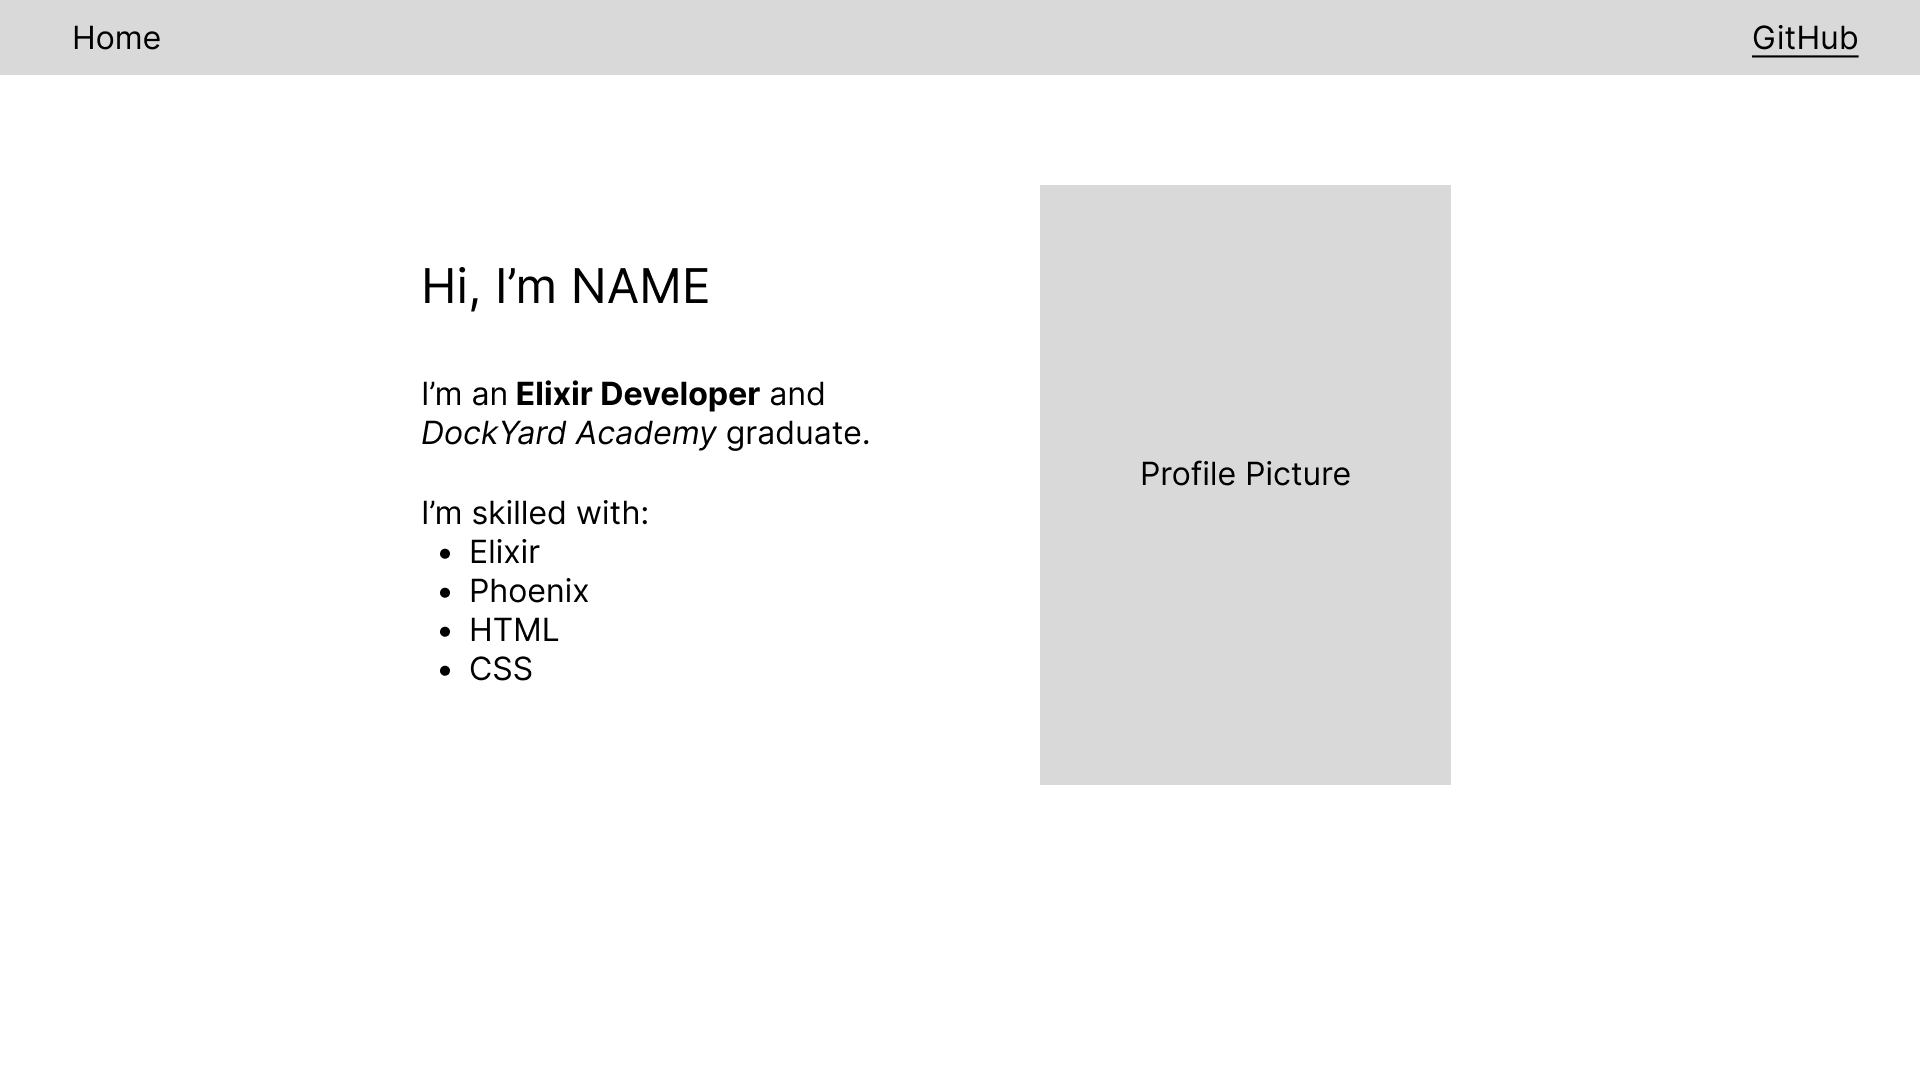 Home
GitHub
Hi, I’m NAME
I’m an Elixir Developer and
DockYard Academy graduate.
I’m skilled with:
• Elixir
• Phoenix
• HTML
• CSS
Profile Picture